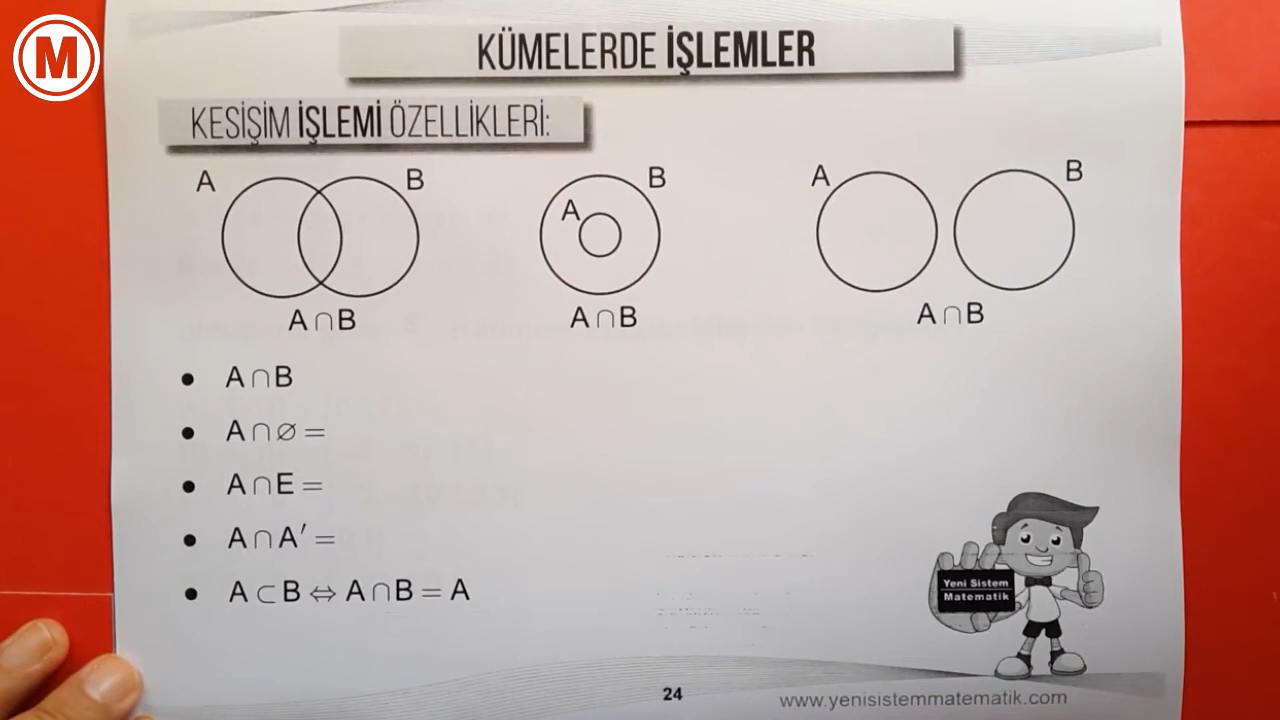 M
KÜMELERDE İŞLEMLER
KESİŞİM İŞLEMİ ÖZELLİKLERİ:
A B
A∩B
A B
A∩B
A B
A∩B
• A∩B
• A∩∅=
• A∩E=
• A∩A′=
• A⊂B⇔A∩B=A
Yeni Sistem
Matematik
24
www.yenisistemmatematik.com